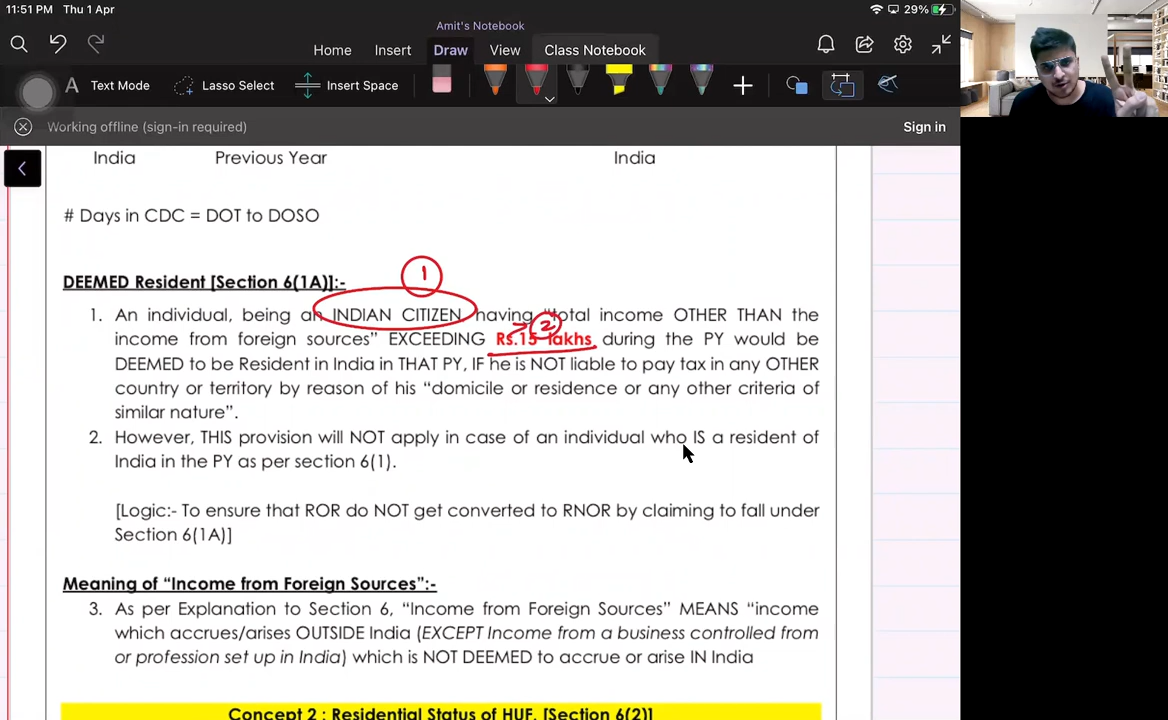 11:51 PM Thu 1 Apr
29%
Amit's Notebook
Home Insert Draw View Class Notebook
A Text Mode Lasso Select Insert Space
Working offline (sign-in required) Sign in
India Previous Year India
# Days in CDC = DOT to DOSO
DEEMED Resident [Section 6(1A)]:-
1
1. An individual, being an INDIAN CITIZEN having "total income OTHER THAN the
2
income from foreign sources" EXCEEDING Rs.15 lakhs during the PY would be
DEEMED to be Resident in India in THAT PY, IF he is NOT liable to pay tax in any OTHER
country or territory by reason of his "domicile or residence or any other criteria of
similar nature".
2. However, THIS provision will NOT apply in case of an individual who IS a resident of
India in the PY as per section 6(1).
[Logic:- To ensure that ROR do NOT get converted to RNOR by claiming to fall under
Section 6(1A)]
Meaning of "Income from Foreign Sources":-
3. As per Explanation to Section 6, "Income from Foreign Sources" MEANS "income
which accrues/arises OUTSIDE India (EXCEPT Income from a business controlled from
or profession set up in India) which is NOT DEEMED to accrue or arise IN India
Concept 2 : Residential Status of HUF. [Section 6(2)]